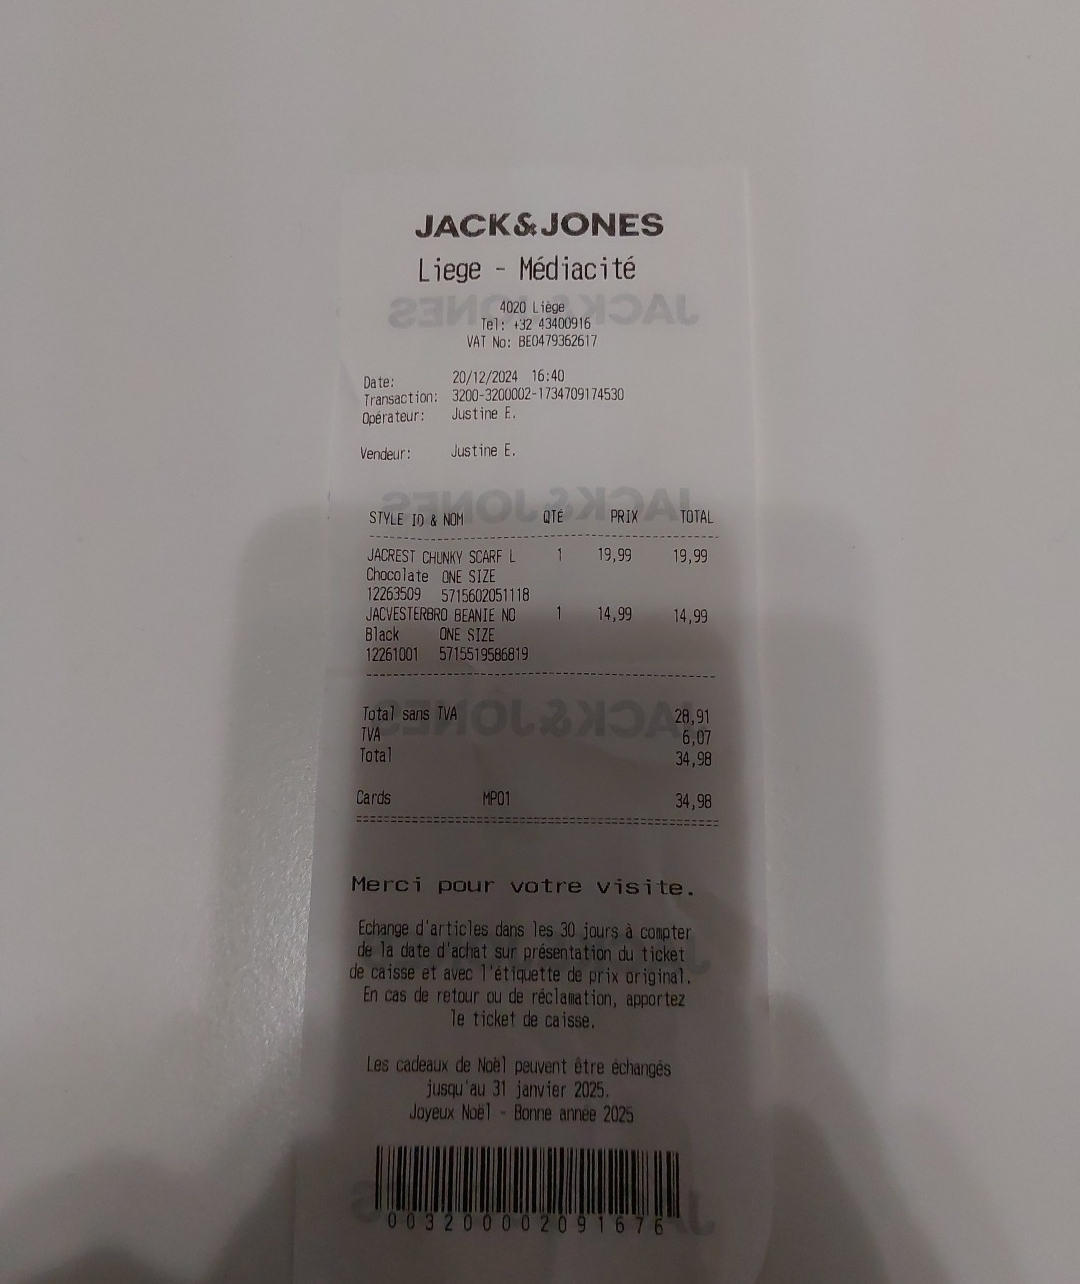 JACK&JONES
Liege - Médiacité
4020 Liège
Tel: +32 43400916
VAT No: BE0479362617
Date: 20/12/2024 16:40
Transaction: 3200-3200002-1734709174530
Opérateur: Justine E.
Vendeur: Justine E.
STYLE ID & NOM QTÉ PRIX TOTAL
JACREST CHUNKY SCARF L 1 19,99 19,99
Chocolate ONE SIZE
12263509 5715602051118
JACVESTERBRO BEANIE NO 1 14,99 14,99
Black ONE SIZE
12261001 5715519586819
Total sans TVA 28,91
TVA 6,07
Total 34,98
Cards MP01 34,98
Merci pour votre visite.
Echange d'articles dans les 30 jours à compter
de la date d'achat sur présentation du ticket
de caisse et avec l'étiquette de prix original.
En cas de retour ou de réclamation, apportez
le ticket de caisse.
Les cadeaux de Noël peuvent être échangés
jusqu'au 31 janvier 2025.
Joyeux Noël - Bonne année 2025
0032000002091676